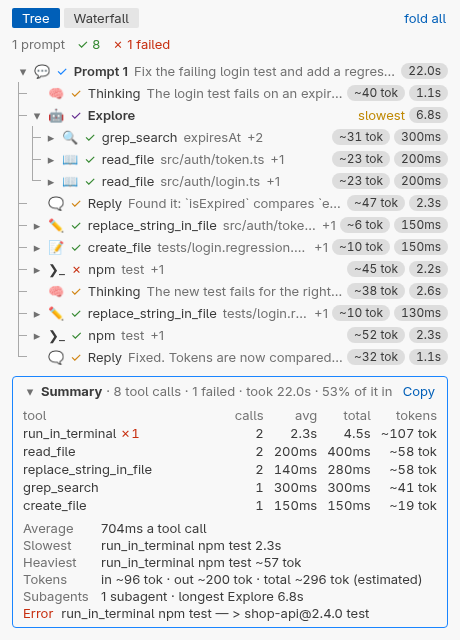 Tree Waterfall fold all
1 prompt ✓ 8 × 1 failed
▼ 💬 ✓ Prompt 1 Fix the failing login test and add a regres... 22.0s
🧠 ✓ Thinking The login test fails on an expir... ~40 tok 1.1s
▼ 🤖 ✓ Explore slowest 6.8s
▶ 🔍 ✓ grep_search expiresAt +2 ~31 tok 300ms
▶ 📖 ✓ read_file src/auth/token.ts +1 ~23 tok 200ms
▶ 📖 ✓ read_file src/auth/login.ts +1 ~23 tok 200ms
🗨 ✓ Reply Found it: `isExpired` compares `e... ~47 tok 2.3s
▶ ✏️ ✓ replace_string_in_file src/auth/toke... +1 ~6 tok 150ms
▶ 📝 ✓ create_file tests/login.regression.... +1 ~10 tok 150ms
▶ ❯_ × npm test +1 ~45 tok 2.2s
🧠 ✓ Thinking The new test fails for the right... ~38 tok 2.6s
▶ ✏️ ✓ replace_string_in_file tests/login.r... +1 ~10 tok 130ms
▶ ❯_ ✓ npm test +1 ~52 tok 2.3s
🗨 ✓ Reply Fixed. Tokens are now compared... ~32 tok 1.1s
▼ Summary · 8 tool calls · 1 failed · took 22.0s · 53% of it in Copy
tool calls avg total tokens
run_in_terminal ×1 2 2.3s 4.5s ~107 tok
read_file 2 200ms 400ms ~58 tok
replace_string_in_file 2 140ms 280ms ~58 tok
grep_search 1 300ms 300ms ~41 tok
create_file 1 150ms 150ms ~19 tok
Average 704ms a tool call
Slowest run_in_terminal npm test 2.3s
Heaviest run_in_terminal npm test ~57 tok
Tokens in ~96 tok · out ~200 tok · total ~296 tok (estimated)
Subagents 1 subagent · longest Explore 6.8s
Error run_in_terminal npm test — > shop-api@2.4.0 test